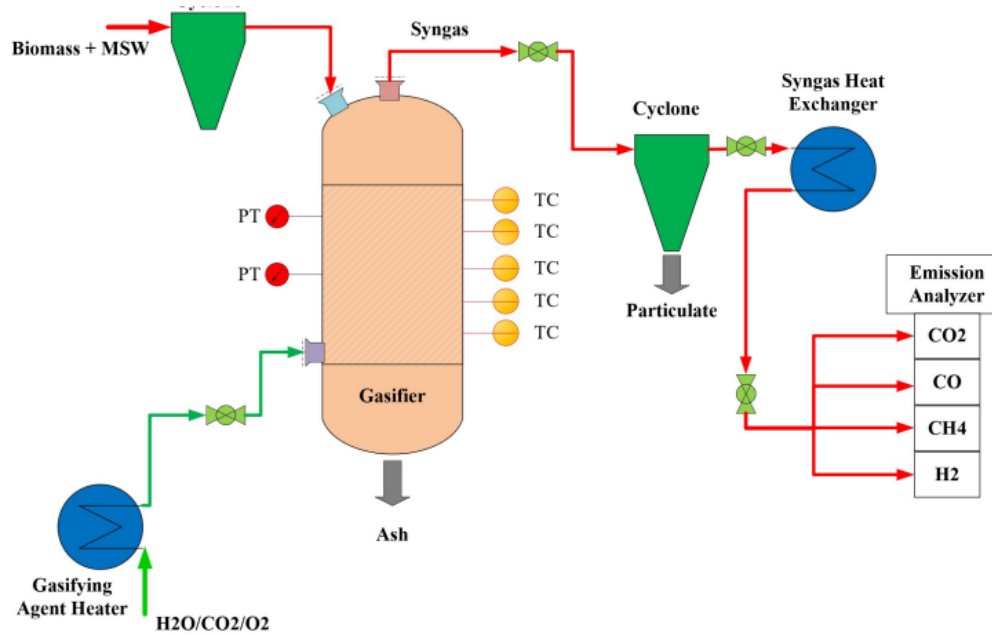 Cyclone
Biomass + MSW
Syngas
Syngas Heat
Exchanger
Cyclone
PT
TC
TC
PT
TC
TC
TC
Particulate
Emission
Analyzer
CO2
CO
CH4
H2
Gasifier
Ash
Gasifying
Agent Heater
H2O/CO2/O2